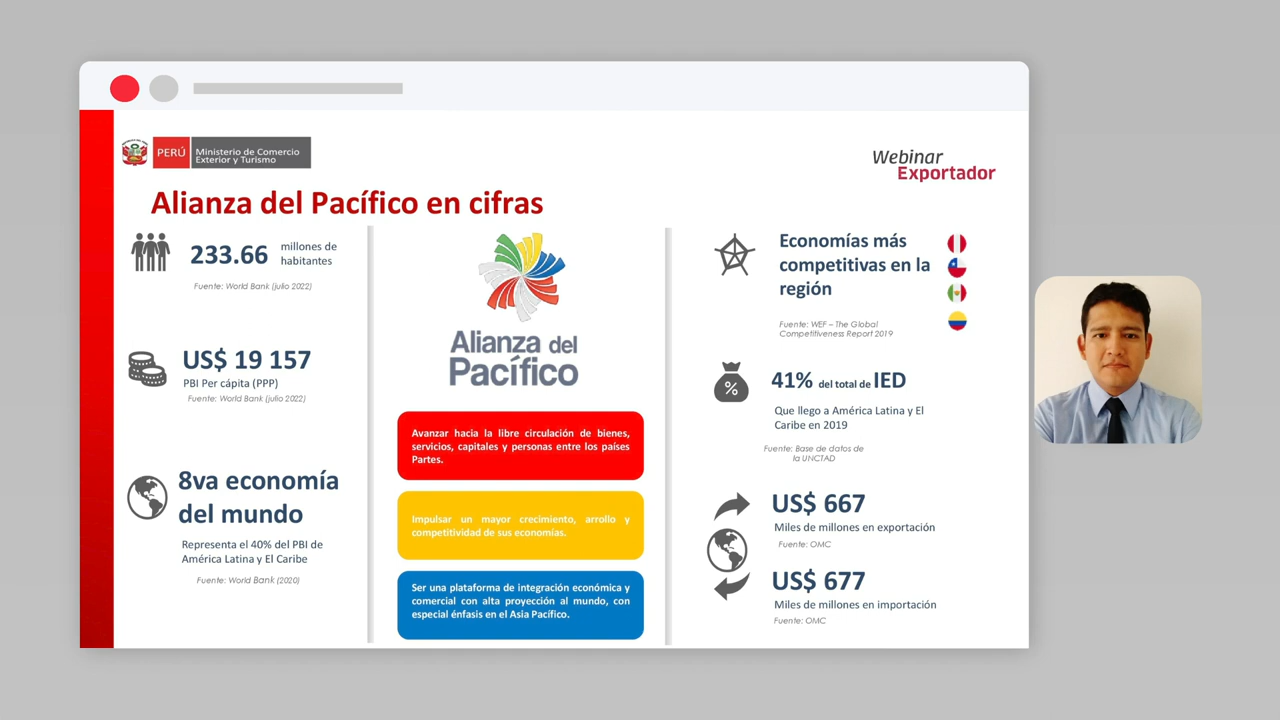 PERÚ
Ministerio de Comercio
Exterior y Turismo
Webinar
Exportador
Alianza del Pacífico en cifras
233.66
millones de
habitantes
Fuente: World Bank (julio 2022)
US$ 19 157
PBI Per cápita (PPP)
Fuente: World Bank (julio 2022)
8va economía
del mundo
Representa el 40% del PBI de
América Latina y El Caribe
Fuente: World Bank (2020)
Alianza del
Pacífico
Avanzar hacia la libre circulación de bienes,
servicios, capitales y personas entre los países
Partes.
Impulsar un mayor crecimiento, arrollo y
competitividad de sus economías.
Ser una plataforma de integración económica y
comercial con alta proyección al mundo, con
especial énfasis en el Asia Pacífico.
Economías más
competitivas en la
región
Fuente: WEF – The Global
Competitiveness Report 2019
%
41% del total de IED
Que llego a América Latina y El
Caribe en 2019
Fuente: Base de datos de
la UNCTAD
US$ 667
Miles de millones en exportación
Fuente: OMC
US$ 677
Miles de millones en importación
Fuente: OMC